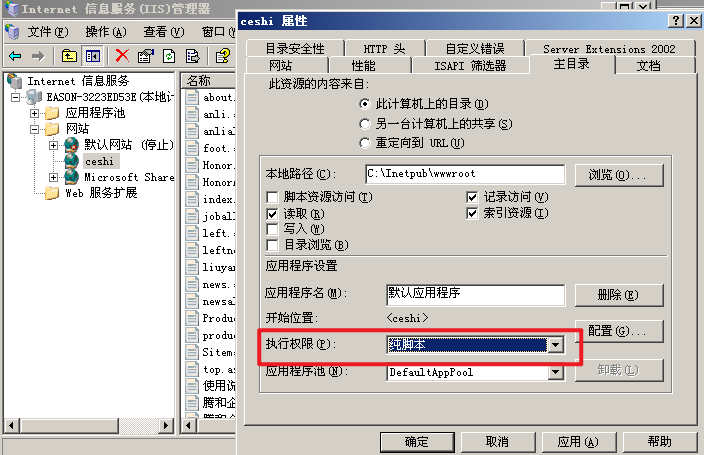 Internet 信息服务(IIS)管理器
文件(F) 操作(A) 查看(V) 窗口
Internet 信息服务
EASON-3223ED53E(本地计
应用程序池
网站
默认网站 (停止)
ceshi
Microsoft Share
Web 服务扩展
名称
about.
anli.
anlial
foot.
Honor.
Honor
index.
joball
left.
leftne
liuyan
news.
newsal
Produc
produc
Sitem
top.as
使用说
腾和企
ceshi 属性
目录安全性 HTTP 头 自定义错误 Server Extensions 2002
网站 性能 ISAPI 筛选器 主目录 文档
此资源的内容来自:
此计算机上的目录(D)
另一台计算机上的共享(S)
重定向到 URL(U)
本地路径(C): C:\Inetpub\wwwroot 浏览(O)...
脚本资源访问(T) 记录访问(V)
读取(R) 索引资源(I)
写入(W)
目录浏览(B)
应用程序设置
应用程序名(M): 默认应用程序 删除(E)
开始位置: <ceshi>
配置(G)...
执行权限(P): 纯脚本
应用程序池(N): DefaultAppPool 卸载(L)
确定 取消 应用(A) 帮助